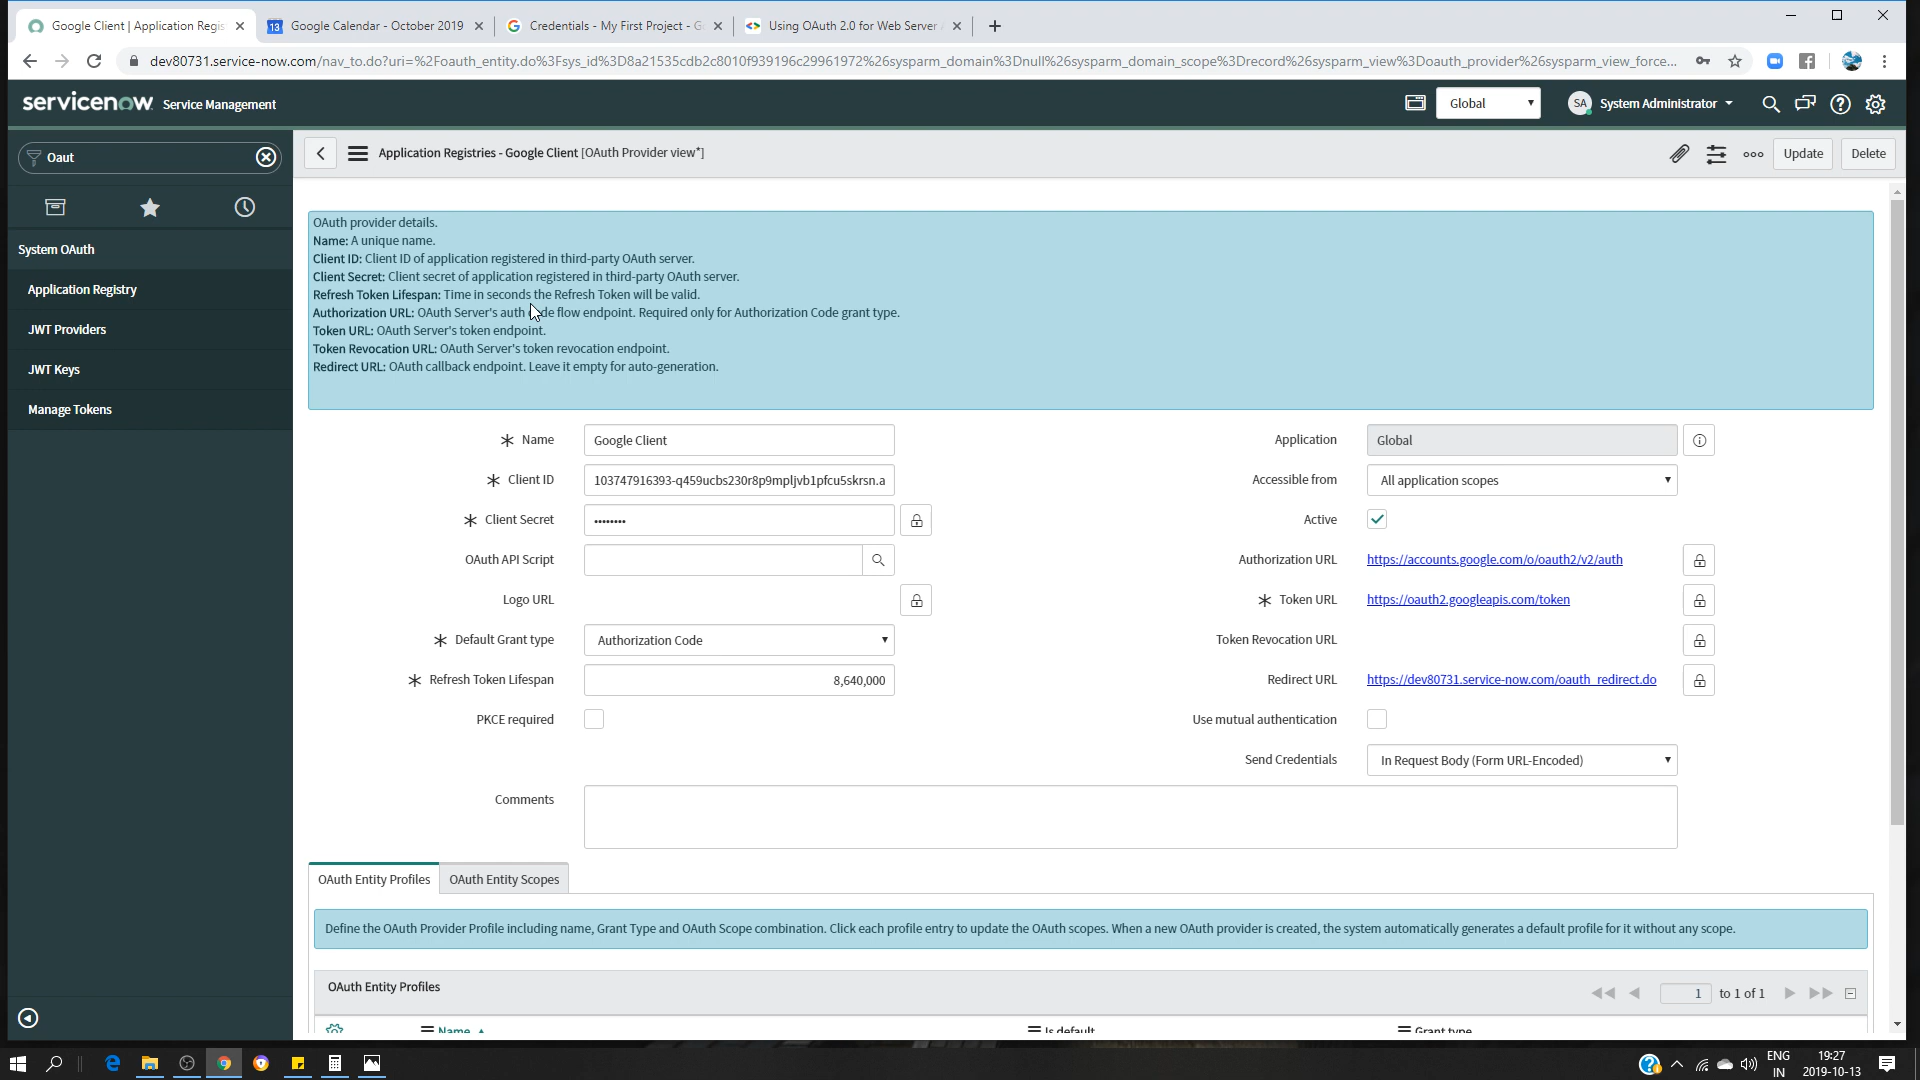 Google Client | Application Regis
Google Calendar - October 2019
Credentials - My First Project - Go
Using OAuth 2.0 for Web Server A
dev80731.service-now.com/nav_to.do?uri=%2Foauth_entity.do%3Fsys_id%3D8a21535cdb2c8010f939196c29961972%26sysparm_domain%3Dnull%26sysparm_domain_scope%3Drecord%26sysparm_view%3Doauth_provider%26sysparm_view_force...
servicenow Service Management
Global
SA System Administrator
Oaut
Application Registries - Google Client [OAuth Provider view*]
Update
Delete
System OAuth
Application Registry
JWT Providers
JWT Keys
Manage Tokens
OAuth provider details.
Name: A unique name.
Client ID: Client ID of application registered in third-party OAuth server.
Client Secret: Client secret of application registered in third-party OAuth server.
Refresh Token Lifespan: Time in seconds the Refresh Token will be valid.
Authorization URL: OAuth Server's auth code flow endpoint. Required only for Authorization Code grant type.
Token URL: OAuth Server's token endpoint.
Token Revocation URL: OAuth Server's token revocation endpoint.
Redirect URL: OAuth callback endpoint. Leave it empty for auto-generation.
Name Google Client
Application Global
Client ID 103747916393-q459ucbs230r8p9mpljvb1pfcu5skrsn.a
Accessible from All application scopes
Client Secret ••••••••
Active
OAuth API Script
Authorization URL https://accounts.google.com/o/oauth2/v2/auth
Logo URL
Token URL https://oauth2.googleapis.com/token
Default Grant type Authorization Code
Token Revocation URL
Refresh Token Lifespan 8,640,000
Redirect URL https://dev80731.service-now.com/oauth_redirect.do
PKCE required
Use mutual authentication
Send Credentials In Request Body (Form URL-Encoded)
Comments
OAuth Entity Profiles
OAuth Entity Scopes
Define the OAuth Provider Profile including name, Grant Type and OAuth Scope combination. Click each profile entry to update the OAuth scopes. When a new OAuth provider is created, the system automatically generates a default profile for it without any scope.
OAuth Entity Profiles
1 to 1 of 1
Name
Is default
Grant type
ENG
IN
19:27
2019-10-13